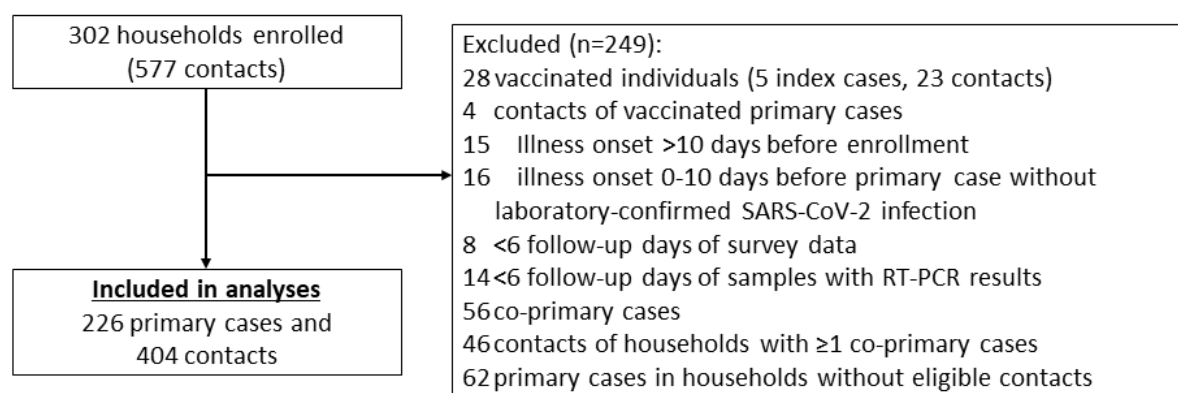 302 households enrolled
(577 contacts)
Excluded (n=249):
28 vaccinated individuals (5 index cases, 23 contacts)
4 contacts of vaccinated primary cases
15 Illness onset >10 days before enrollment
16 illness onset 0-10 days before primary case without
laboratory-confirmed SARS-CoV-2 infection
8 <6 follow-up days of survey data
14 <6 follow-up days of samples with RT-PCR results
56 co-primary cases
46 contacts of households with ≥1 co-primary cases
62 primary cases in households without eligible contacts
Included in analyses
226 primary cases and
404 contacts